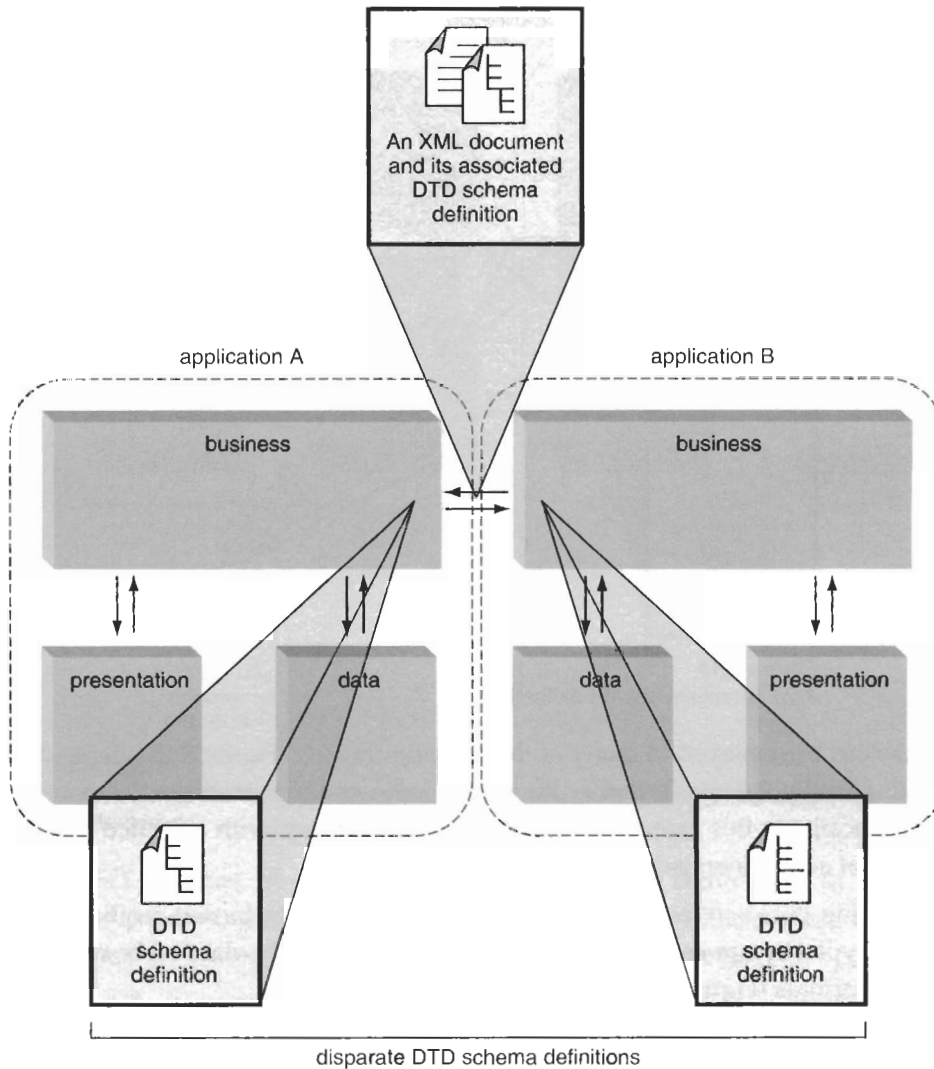 An XML document
and its associated
DTD schema
definition
application A
application B
business
business
presentation
data
data
presentation
DTD
schema
definition
DTD
schema
definition
disparate DTD schema definitions